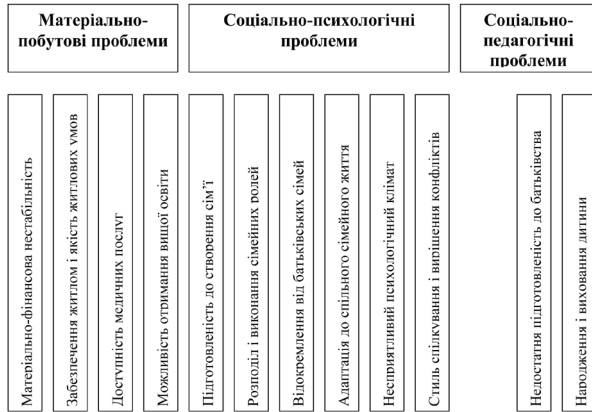 Матеріально-
побутові проблеми
Соціально-психологічні
проблеми
Соціально-
педагогічні
проблеми
Матеріально-фінансова нестабільність
Забезпечення житлом і якість житлових умов
Доступність медичних послуг
Можливість отримання вищої освіти
Підготовленість до створення сім’ї
Розподіл і виконання сімейних ролей
Відокремлення від батьківських сімей
Адаптація до спільного сімейного життя
Несприятливий психологічний клімат
Стиль спілкування і вирішення конфліктів
Недостатня підготовленість до батьківства
Народження і виховання дитини